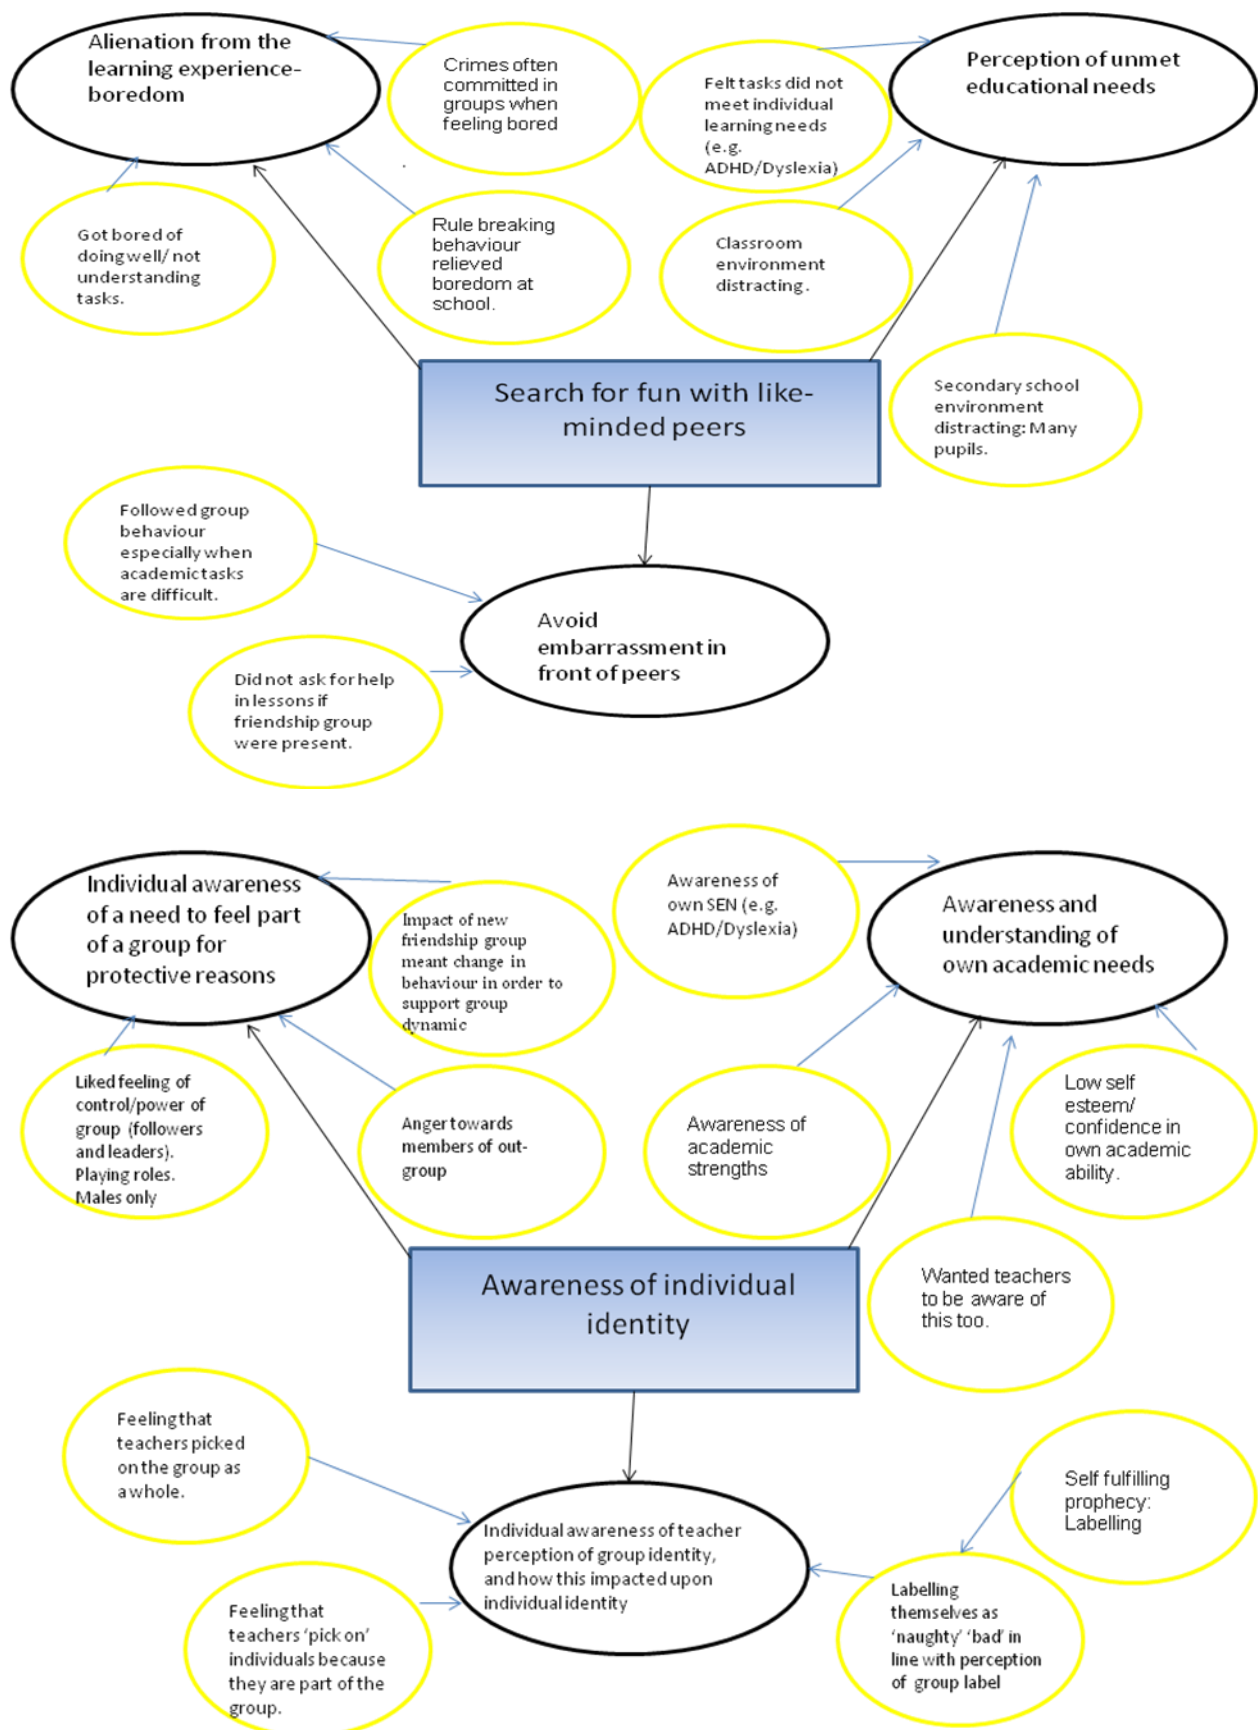 Alienation from the
learning experience-
boredom
Crimes often
committed in
groups when
feeling bored
Felt tasks did not
meet individual
learning needs
(e.g.
ADHD/Dyslexia)
Perception of unmet
educational needs
Got bored of
doing well/ not
understanding
tasks.
Rule breaking
behaviour
relieved
boredom at
school.
Classroom
environment
distracting.
Search for fun with like-
minded peers
Secondary school
environment
distracting: Many
pupils.
Followed group
behaviour
especially when
academic tasks
are difficult.
Avoid
embarrassment in
front of peers
Did not ask for help
in lessons if
friendship group
were present.
Individual awareness
of a need to feel part
of a group for
protective reasons
Impact of new
friendship group
meant change in
behaviour in order to
support group
dynamic
Awareness of
own SEN (e.g.
ADHD/Dyslexia)
Awareness and
understanding of
own academic needs
Liked feeling of
control/power of
group (followers
and leaders).
Playing roles.
Males only
Anger towards
members of out-
group
Awareness of
academic
strengths
Low self
esteem/
confidence in
own academic
ability.
Awareness of individual
identity
Wanted teachers
to be aware of
this too.
Feeling that
teachers picked
on the group as
a whole.
Individual awareness of teacher
perception of group identity,
and how this impacted upon
individual identity
Self fulfilling
prophecy:
Labelling
Feeling that
teachers ‘pick on’
individuals because
they are part of the
group.
Labelling
themselves as
‘naughty’ ‘bad’ in
line with perception
of group label